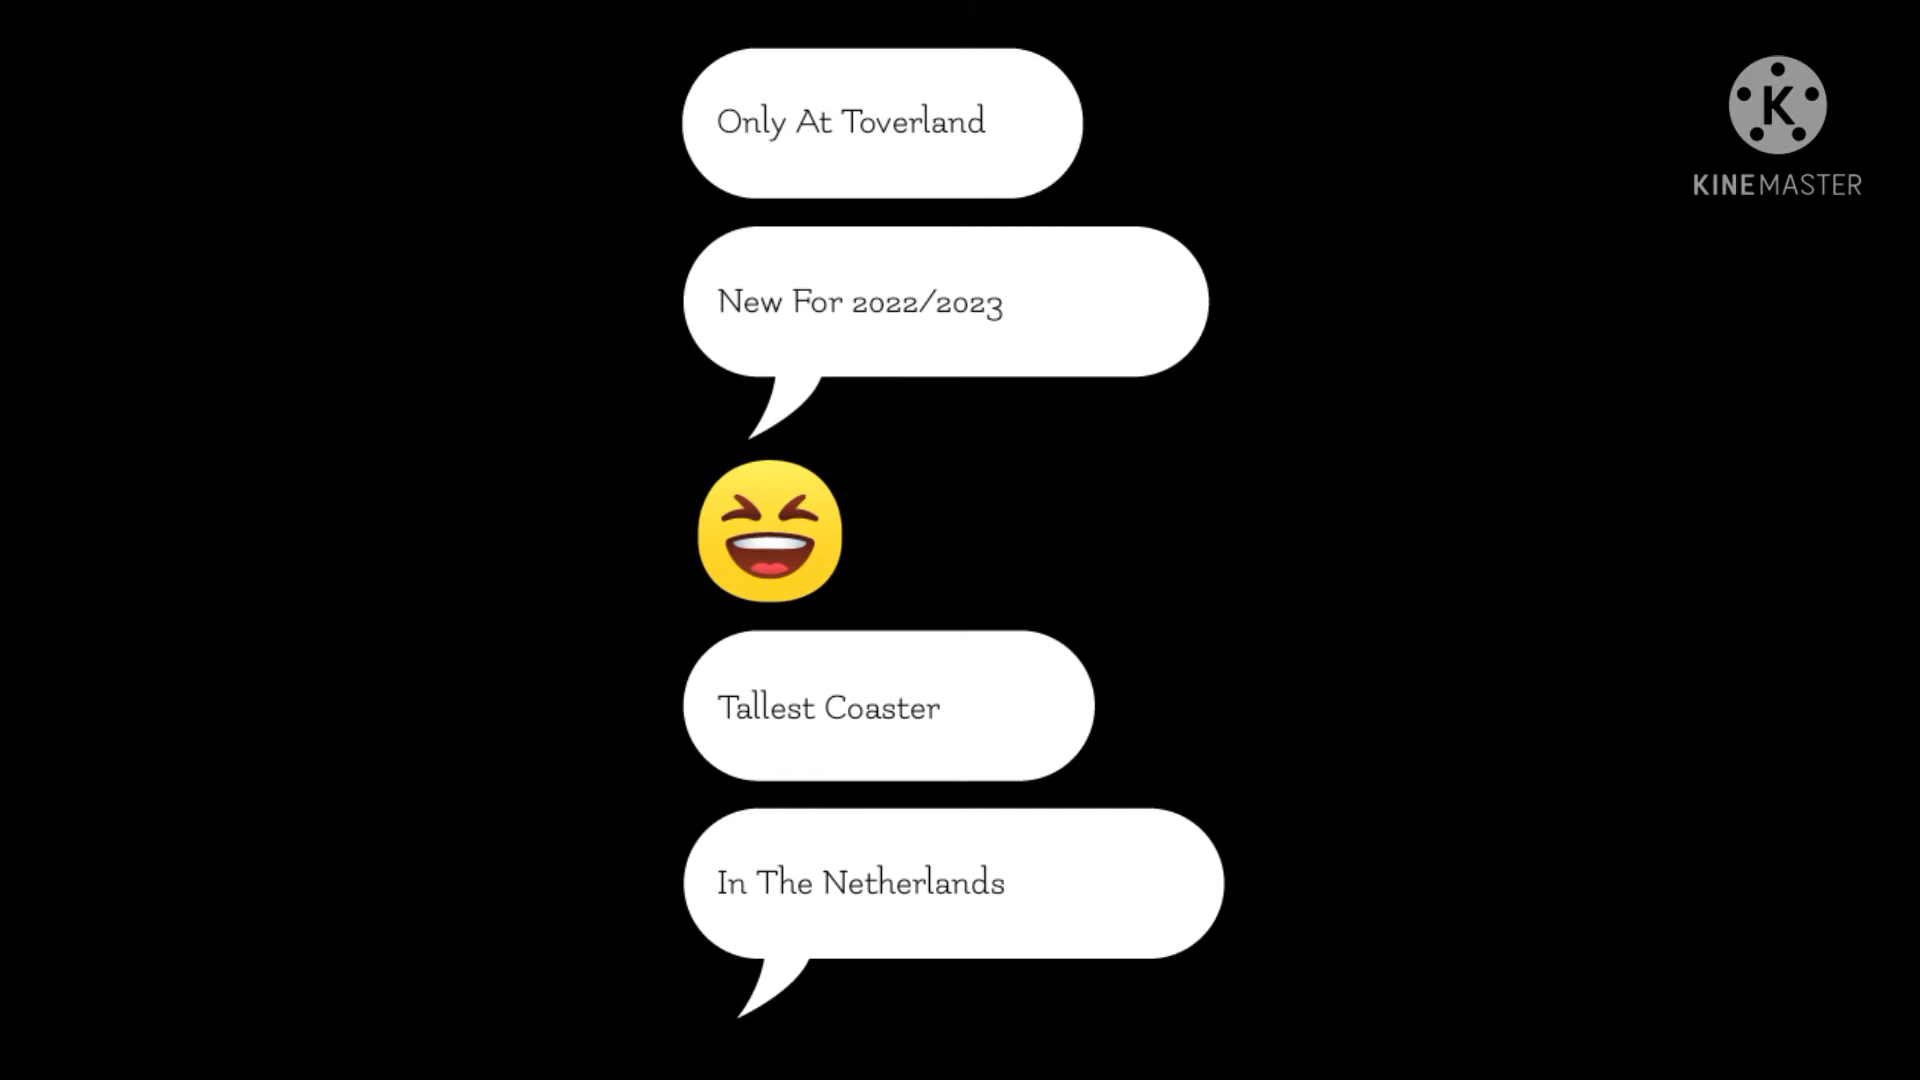 Only At Toverland
K
KINEMASTER
New For 2022/2023
Tallest Coaster
In The Netherlands